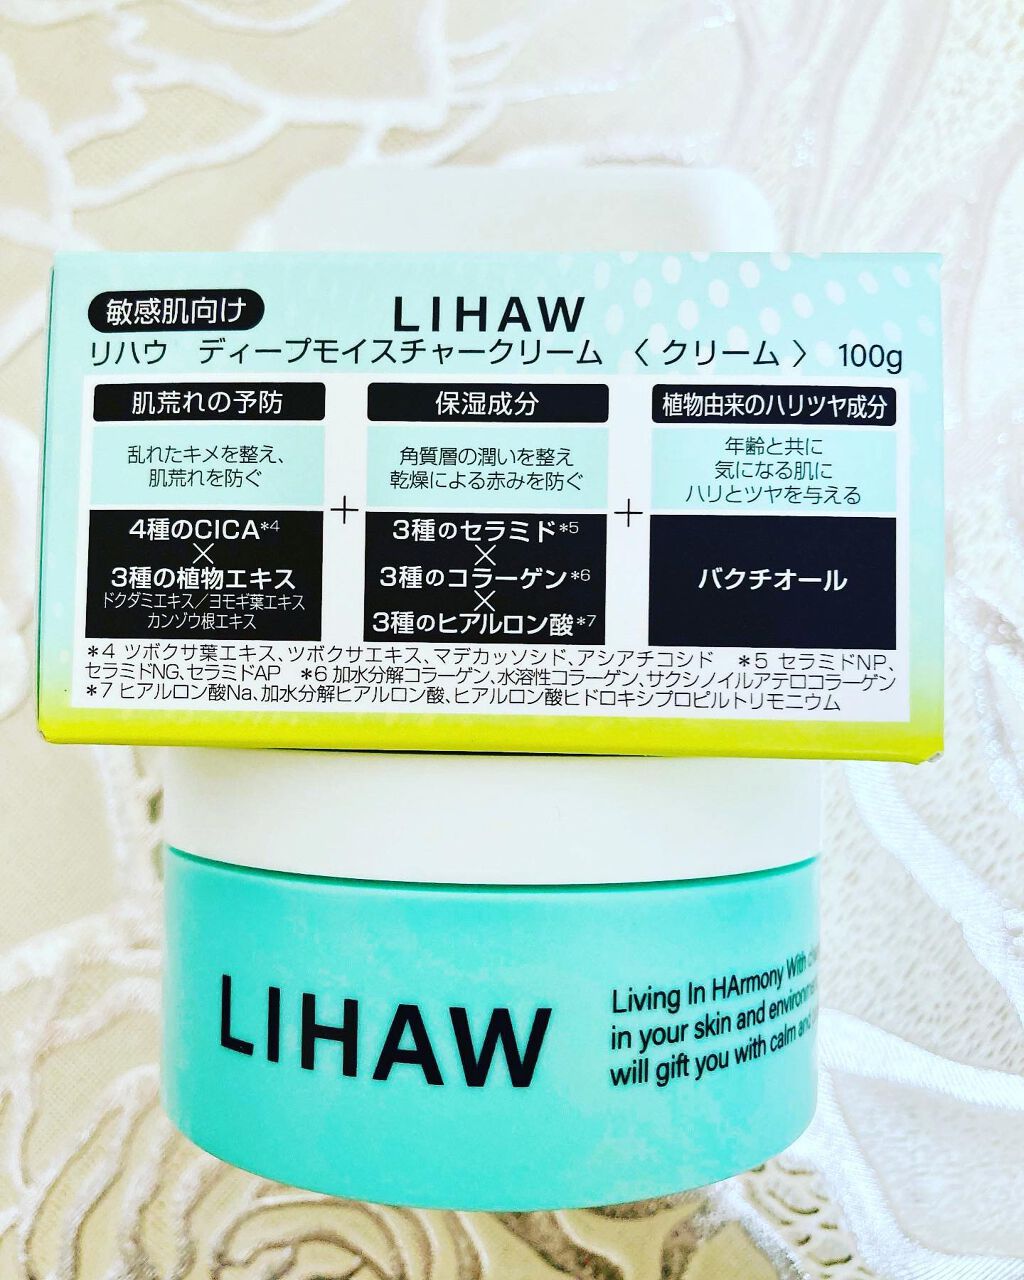 敏感肌向け
LIHAW
リハウ ディープモイスチャークリーム 〈クリーム〉 100g
肌荒れの予防
乱れたキメを整え、
肌荒れを防ぐ
4種のCICA*4
×
3種の植物エキス
ドクダミエキス/ヨモギ葉エキス
カンゾウ根エキス
+
保湿成分
角質層の潤いを整え
乾燥による赤みを防ぐ
3種のセラミド*5
×
3種のコラーゲン*6
×
3種のヒアルロン酸*7
+
植物由来のハリツヤ成分
年齢と共に
気になる肌に
ハリとツヤを与える
バクチオール
*4 ツボクサ葉エキス、ツボクサエキス、マデカッソシド、アシアチコシド *5 セラミドNP、
セラミドNG、セラミドAP *6 加水分解コラーゲン、水溶性コラーゲン、サクシノイルアテロコラーゲン
*7 ヒアルロン酸Na、加水分解ヒアルロン酸、ヒアルロン酸ヒドロキシプロピルトリモニウム
LIHAW
Living In HArmony With
in your skin and
will gift you with calm